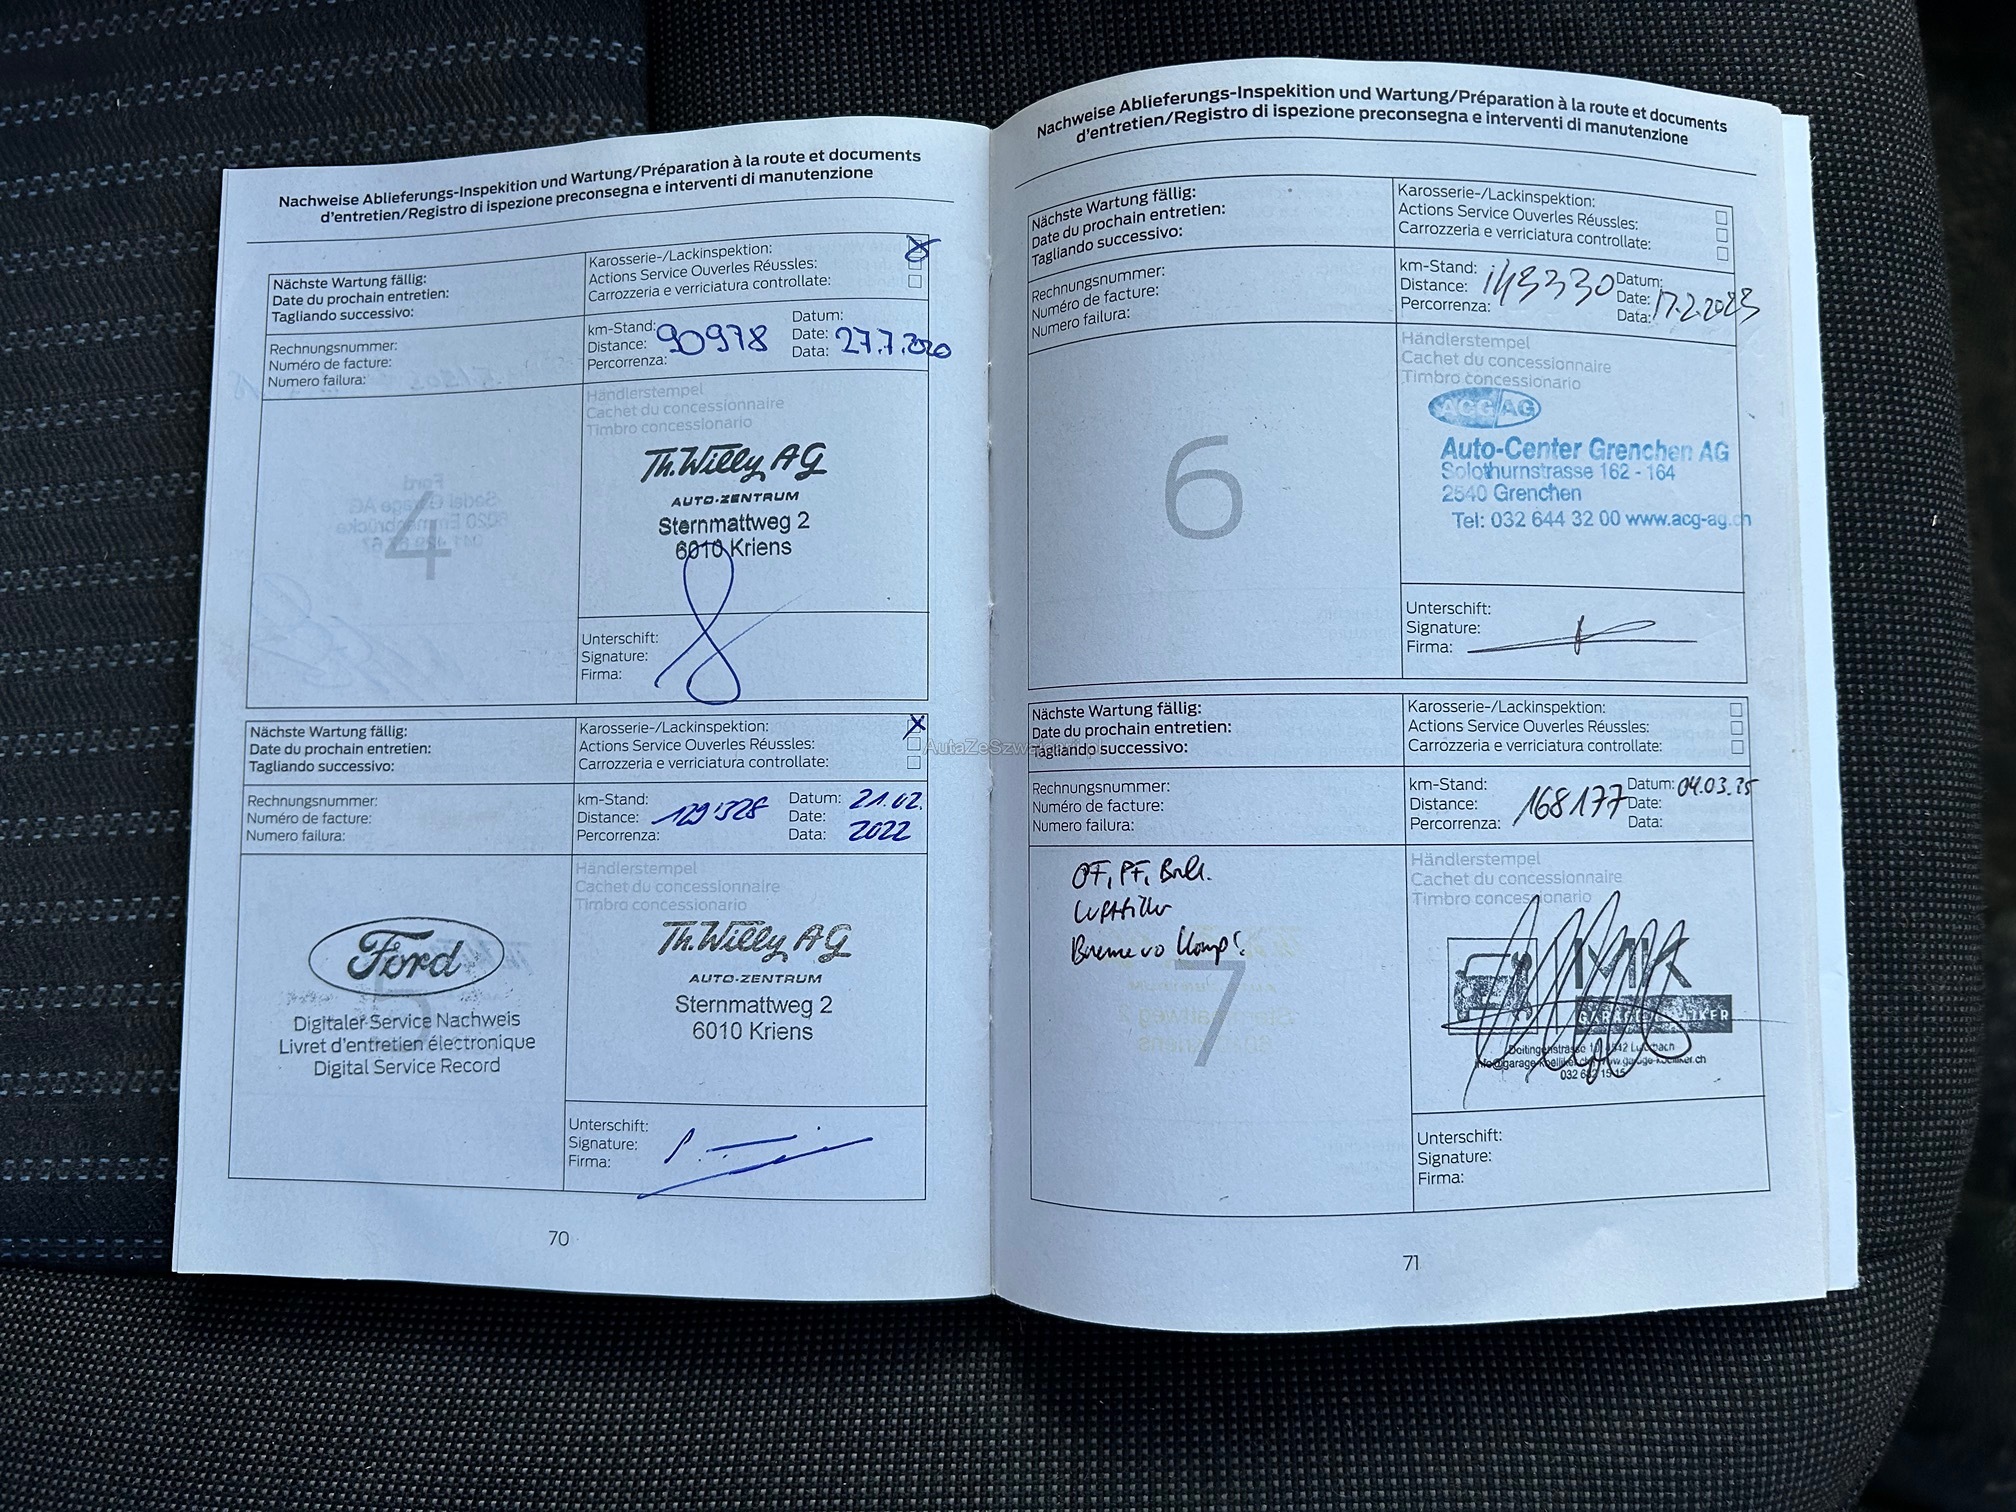 Nachweise Ablieferungs-Inspekition und Wartung/Préparation à la route et documents
d'entretien/Registro di ispezione preconsegna e interventi di manutenzione
Nächste Wartung fällig:
Date du prochain entretien:
Tagliando successivo:
Karosserie-/Lackinspektion:
Actions Service Ouverles Réussles:
Carrozzeria e verriciatura controllate:
Rechnungsnummer:
Numéro de facture:
Numero failura:
km-Stand:
Distance: 90978
Percorrenza:
Datum:
Date: 27.7.2020
Data:
4
Händlerstempel
Cachet du concessionnaire
Timbro concessionario
Th. Willy AG
AUTO-ZENTRUM
Sternmattweg 2
6010 Kriens
Unterschift:
Signature:
Firma:
Nächste Wartung fällig:
Date du prochain entretien:
Tagliando successivo:
Karosserie-/Lackinspektion:
Actions Service Ouverles Réussles:
Carrozzeria e verriciatura controllate:
Rechnungsnummer:
Numéro de facture:
Numero failura:
km-Stand:
Distance: 129'328
Percorrenza:
Datum: 21.02.
Date:
Data: 2022
Ford
Digitaler Service Nachweis
Livret d'entretien électronique
Digital Service Record
Händlerstempel
Cachet du concessionnaire
Timbro concessionario
Th. Willy AG
AUTO-ZENTRUM
Sternmattweg 2
6010 Kriens
Unterschift:
Signature:
Firma:
70
Nachweise Ablieferungs-Inspekition und Wartung/Préparation à la route et documents
d'entretien/Registro di ispezione preconsegna e interventi di manutenzione
Nächste Wartung fällig:
Date du prochain entretien:
Tagliando successivo:
Karosserie-/Lackinspektion:
Actions Service Ouverles Réussles:
Carrozzeria e verriciatura controllate:
Rechnungsnummer:
Numéro de facture:
Numero failura:
km-Stand:
Distance:
Percorrenza:
Datum:
Date: 17.2.2023
Data:
6
Händlerstempel
Cachet du concessionnaire
Timbro concessionario
ACG AG
Auto-Center Grenchen AG
Solothurnstrasse 162 - 164
2540 Grenchen
Tel: 032 644 32 00 www.acg-ag.ch
Unterschift:
Signature:
Firma:
Nächste Wartung fällig:
Date du prochain entretien:
Tagliando successivo:
Karosserie-/Lackinspektion:
Actions Service Ouverles Réussles:
Carrozzeria e verriciatura controllate:
Rechnungsnummer:
Numéro de facture:
Numero failura:
km-Stand:
Distance: 168177
Percorrenza:
Datum: 04.03.25
Date:
Data:
OF, PF,
Luftfilter
7
Händlerstempel
Cachet du concessionnaire
Timbro concessionario
Unterschift:
Signature:
Firma:
71